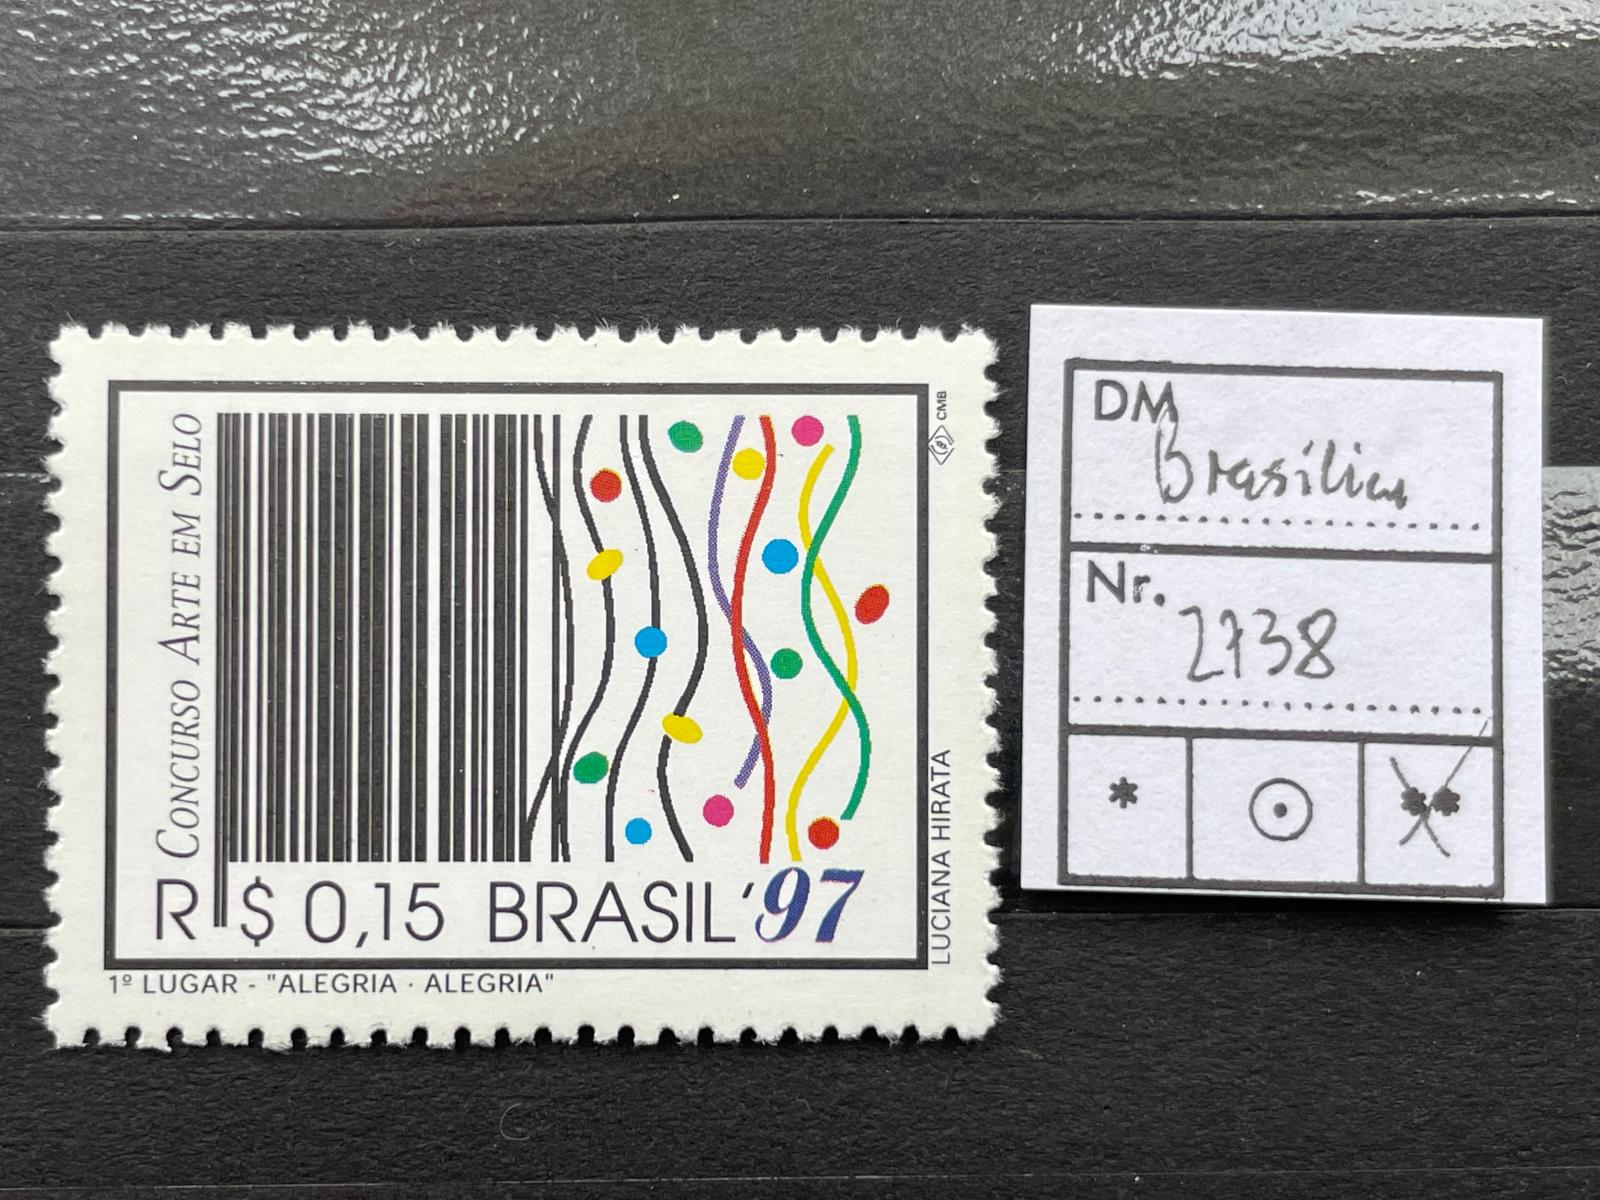 CONCURSO ARTE EM SELO
R$ 0,15 BRASIL '97
1º LUGAR - "ALEGRIA · ALEGRIA"
LUCIANA HIRATA
CMB
DM
Brasilien
Nr.
2738